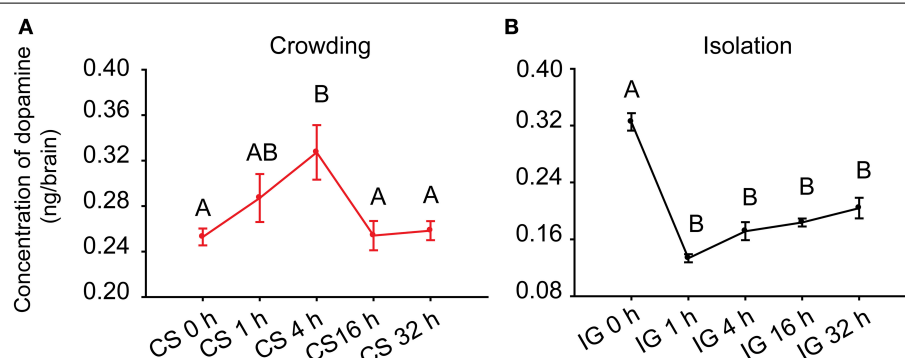 A
Crowding
Concentration of dopamine
(ng/brain)
0.40
0.36
0.32
0.28
0.24
0.20
A
AB
B
A
A
CS 0 h
CS 1 h
CS 4 h
CS16 h
CS 32 h
B
Isolation
0.40
0.32
0.24
0.16
0.08
A
B
B
B
B
IG 0 h
IG 1 h
IG 4 h
IG 16 h
IG 32 h